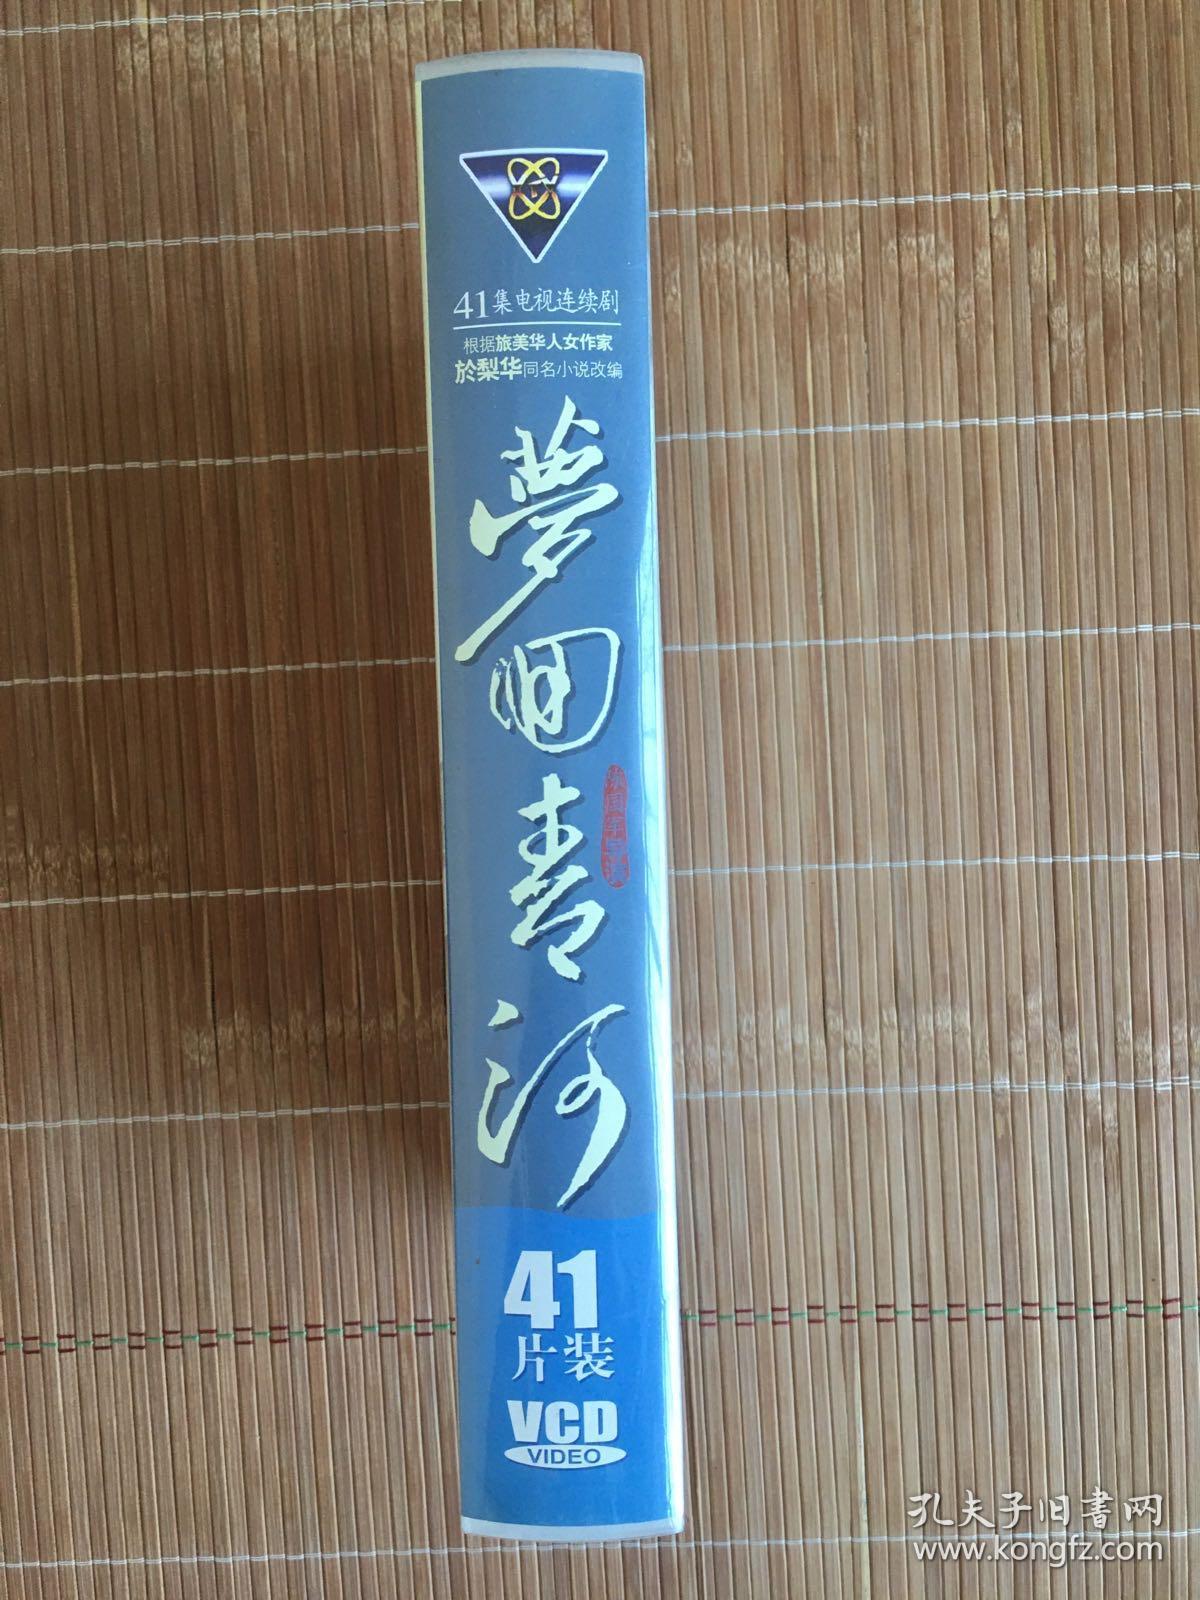 41集电视连续剧
根据旅美华人女作家
於梨华同名小说改编
夢回青河
41
片装
VCD
VIDEO
孔夫子旧書网
www.kongfz.com